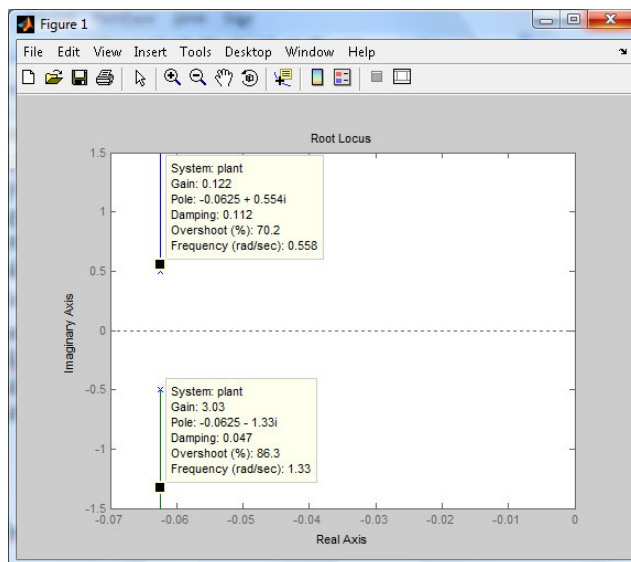 Figure 1
File Edit View Insert Tools Desktop Window Help
Root Locus
1.5
1
0.5
0
-0.5
-1
-1.5
Imaginary Axis
System: plant
Gain: 0.122
Pole: -0.0625 + 0.554i
Damping: 0.112
Overshoot (%): 70.2
Frequency (rad/sec): 0.558
System: plant
Gain: 3.03
Pole: -0.0625 - 1.33i
Damping: 0.047
Overshoot (%): 86.3
Frequency (rad/sec): 1.33
-0.07 -0.06 -0.05 -0.04 -0.03 -0.02 -0.01 0
Real Axis